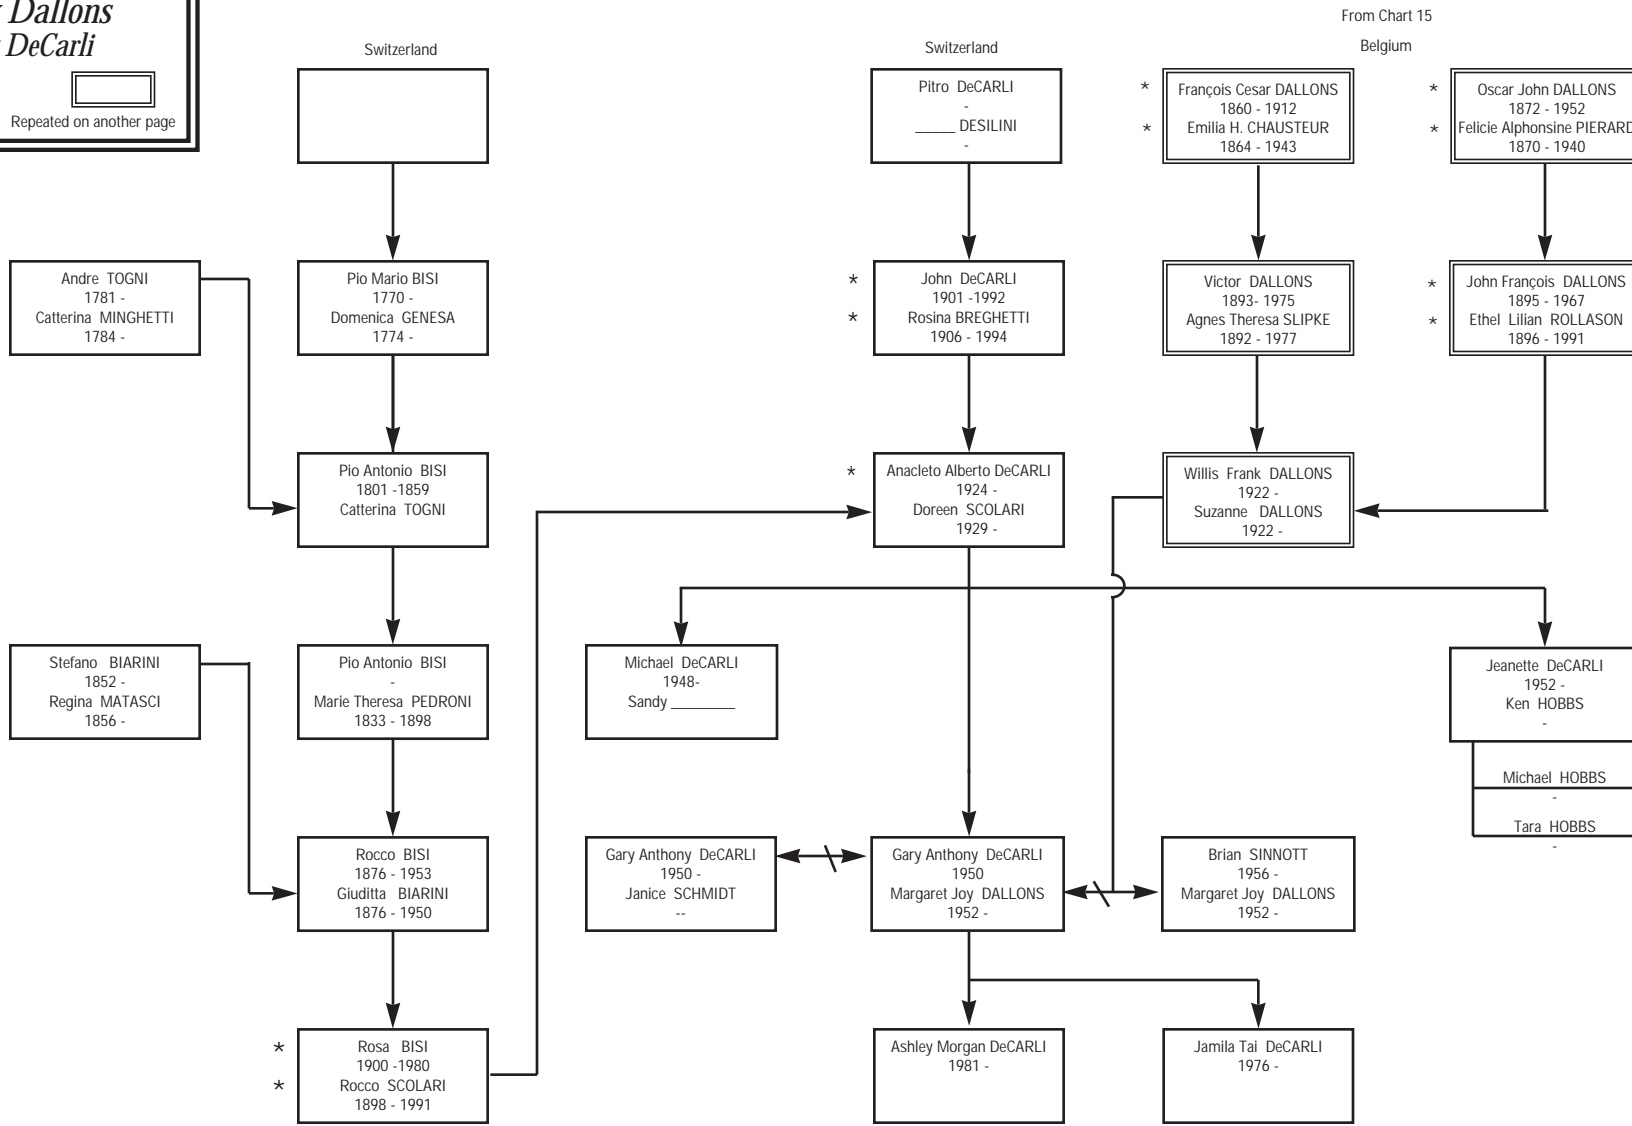 Dallons
DeCarli
Repeated on another page
From Chart 15
Switzerland
Switzerland
Belgium
Pitro DeCARLI
-
_____ DESILINI
-
* François Cesar DALLONS
1860 - 1912
* Emilia H. CHAUSTEUR
1864 - 1943
* Oscar John DALLONS
1872 - 1952
* Felicie Alphonsine PIERARD
1870 - 1940
Andre TOGNI
1781 -
Catterina MINGHETTI
1784 -
Pio Mario BISI
1770 -
Domenica GENESA
1774 -
* John DeCARLI
1901 -1992
* Rosina BREGHETTI
1906 - 1994
Victor DALLONS
1893- 1975
Agnes Theresa SLIPKE
1892 - 1977
* John François DALLONS
1895 - 1967
* Ethel Lilian ROLLASON
1896 - 1991
Pio Antonio BISI
1801 -1859
Catterina TOGNI
* Anacleto Alberto DeCARLI
1924 -
Doreen SCOLARI
1929 -
Willis Frank DALLONS
1922 -
Suzanne DALLONS
1922 -
Stefano BIARINI
1852 -
Regina MATASCI
1856 -
Pio Antonio BISI
-
Marie Theresa PEDRONI
1833 - 1898
Michael DeCARLI
1948-
Sandy ________
Jeanette DeCARLI
1952 -
Ken HOBBS
-
Michael HOBBS
-
Tara HOBBS
-
Rocco BISI
1876 - 1953
Giuditta BIARINI
1876 - 1950
Gary Anthony DeCARLI
1950 -
Janice SCHMIDT
--
Gary Anthony DeCARLI
1950
Margaret Joy DALLONS
1952 -
Brian SINNOTT
1956 -
Margaret Joy DALLONS
1952 -
* Rosa BISI
1900 -1980
* Rocco SCOLARI
1898 - 1991
Ashley Morgan DeCARLI
1981 -
Jamila Tai DeCARLI
1976 -